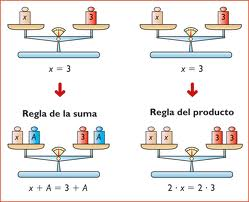 x 3 x 3
x = 3 x = 3
Regla de la suma Regla del producto
x A 3 A x x 3 3
x + A = 3 + A 2 · x = 2 · 3